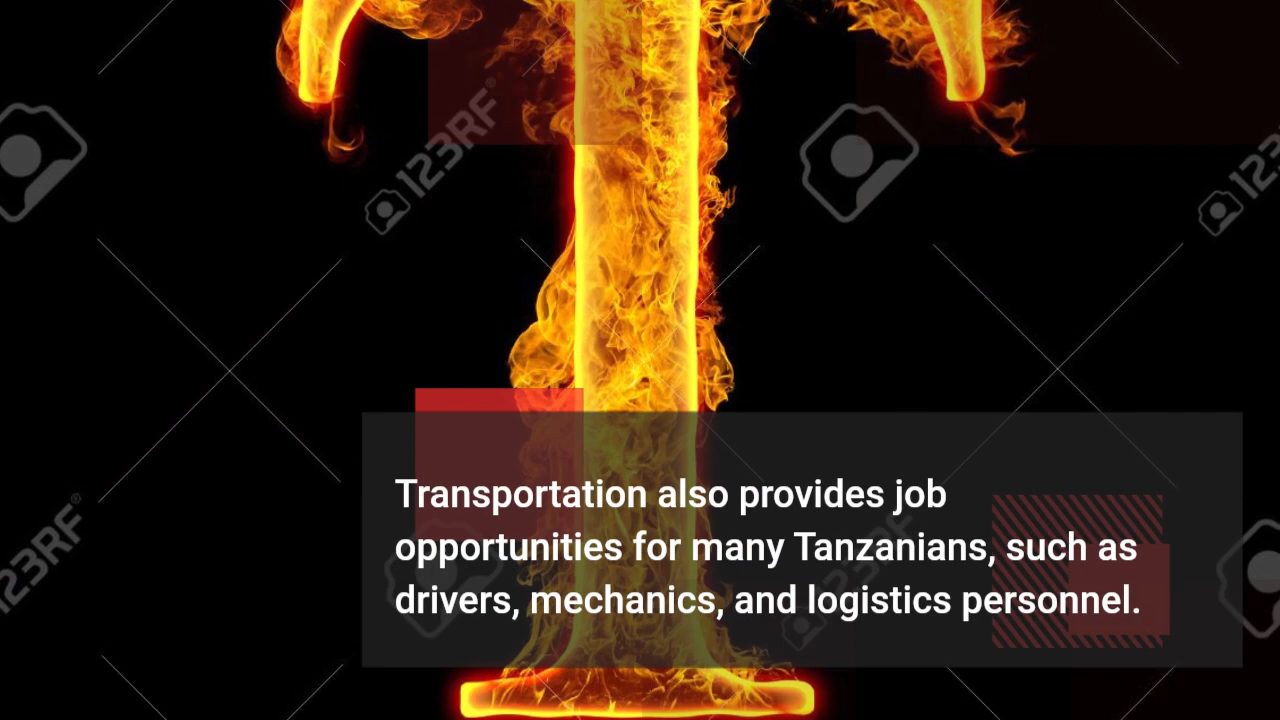 T
123RF®
123RF
Transportation also provides job
opportunities for many Tanzanians, such as
drivers, mechanics, and logistics personnel.
123RF®